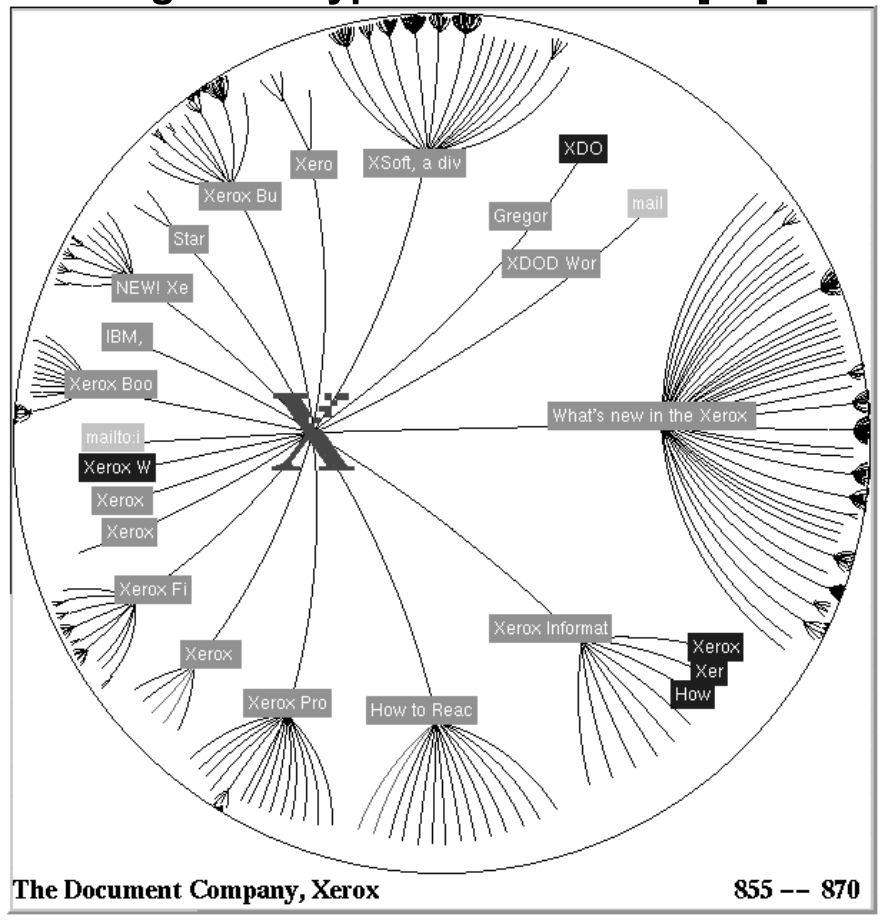 XDO
Xero
XSoft, a div
Xerox Bu
mail
Gregor
Star
XDOD Wor
NEW! Xe
IBM,
Xerox Boo
What's new in the Xerox
mailto:i
Xerox W
Xerox
Xerox
Xerox Fi
Xerox Informat
Xerox
Xerox
Xer
How
Xerox Pro
How to Reac
The Document Company, Xerox
855 -- 870